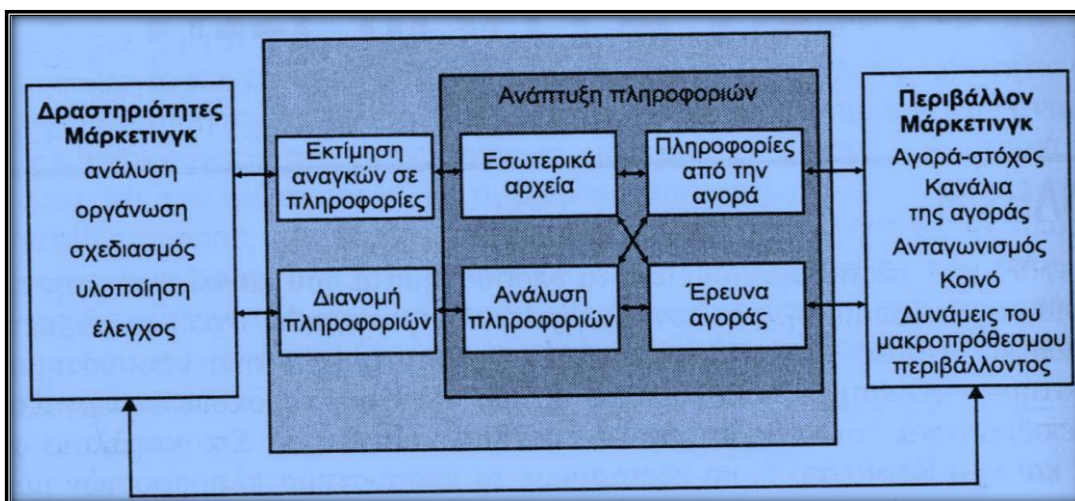 Δραστηριότητες
Μάρκετινγκ
ανάλυση
οργάνωση
σχεδιασμός
υλοποίηση
έλεγχος
Εκτίμηση
αναγκών σε
πληροφορίες
Διανομή
πληροφοριών
Ανάπτυξη πληροφοριών
Εσωτερικά
αρχεία
Πληροφορίες
από την
αγορά
Ανάλυση
πληροφοριών
Έρευνα
αγοράς
Περιβάλλον
Μάρκετινγκ
Αγορά-στόχος
Κανάλια
της αγοράς
Ανταγωνισμός
Κοινό
Δυνάμεις του
μακροπρόθεσμου
περιβάλλοντος